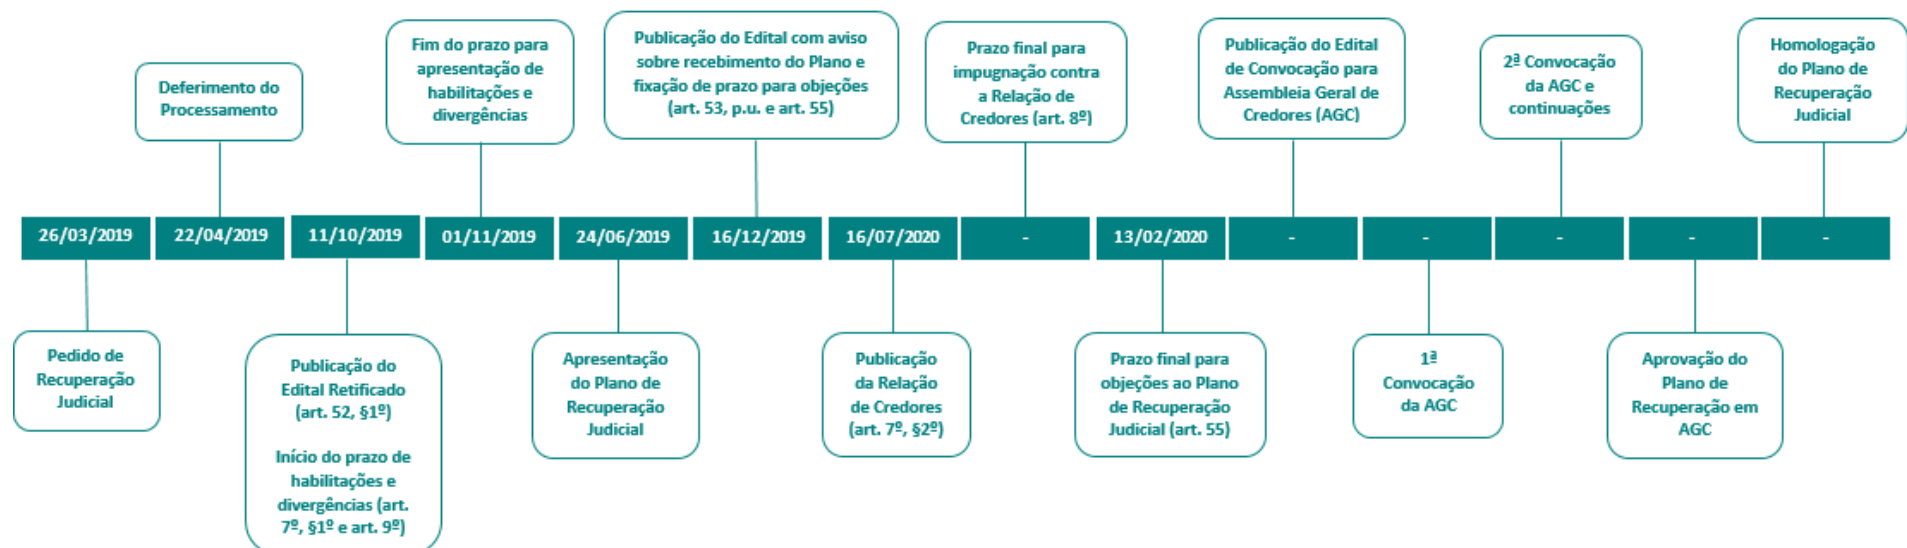 Deferimento do
Processamento
Fim do prazo para
apresentação de
habilitações e
divergências
Publicação do Edital com aviso
sobre recebimento do Plano e
fixação de prazo para objeções
(art. 53, p.u. e art. 55)
Prazo final para
impugnação contra
a Relação de
Credores (art. 8º)
Publicação do Edital
de Convocação para
Assembleia Geral de
Credores (AGC)
2ª Convocação
da AGC e
continuações
Homologação
do Plano de
Recuperação
Judicial
26/03/2019
22/04/2019
11/10/2019
01/11/2019
24/06/2019
16/12/2019
16/07/2020
-
13/02/2020
-
-
-
-
-
Pedido de
Recuperação
Judicial
Publicação do
Edital Retificado
(art. 52, §1º)
Início do prazo de
habilitações e
divergências (art.
7º, §1º e art. 9º)
Apresentação
do Plano de
Recuperação
Judicial
Publicação
da Relação
de Credores
(art. 7º, §2º)
Prazo final para
objeções ao Plano
de Recuperação
Judicial (art. 55)
1ª
Convocação
da AGC
Aprovação do
Plano de
Recuperação em
AGC